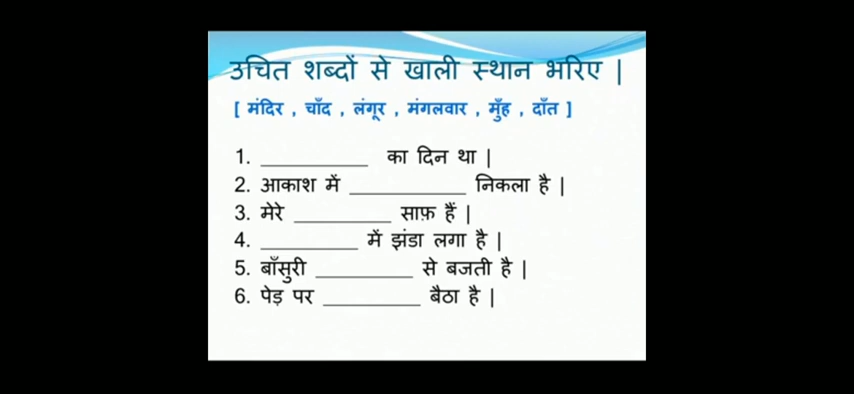 उचित शब्दों से खाली स्थान भरिए |
[ मंदिर , चाँद , लंगूर , मंगलवार , मुँह , दाँत ]
1. __________ का दिन था |
2. आकाश में __________ निकला है |
3. मेरे __________ साफ़ हैं |
4. __________ में झंडा लगा है |
5. बाँसुरी __________ से बजती है |
6. पेड़ पर __________ बैठा है |